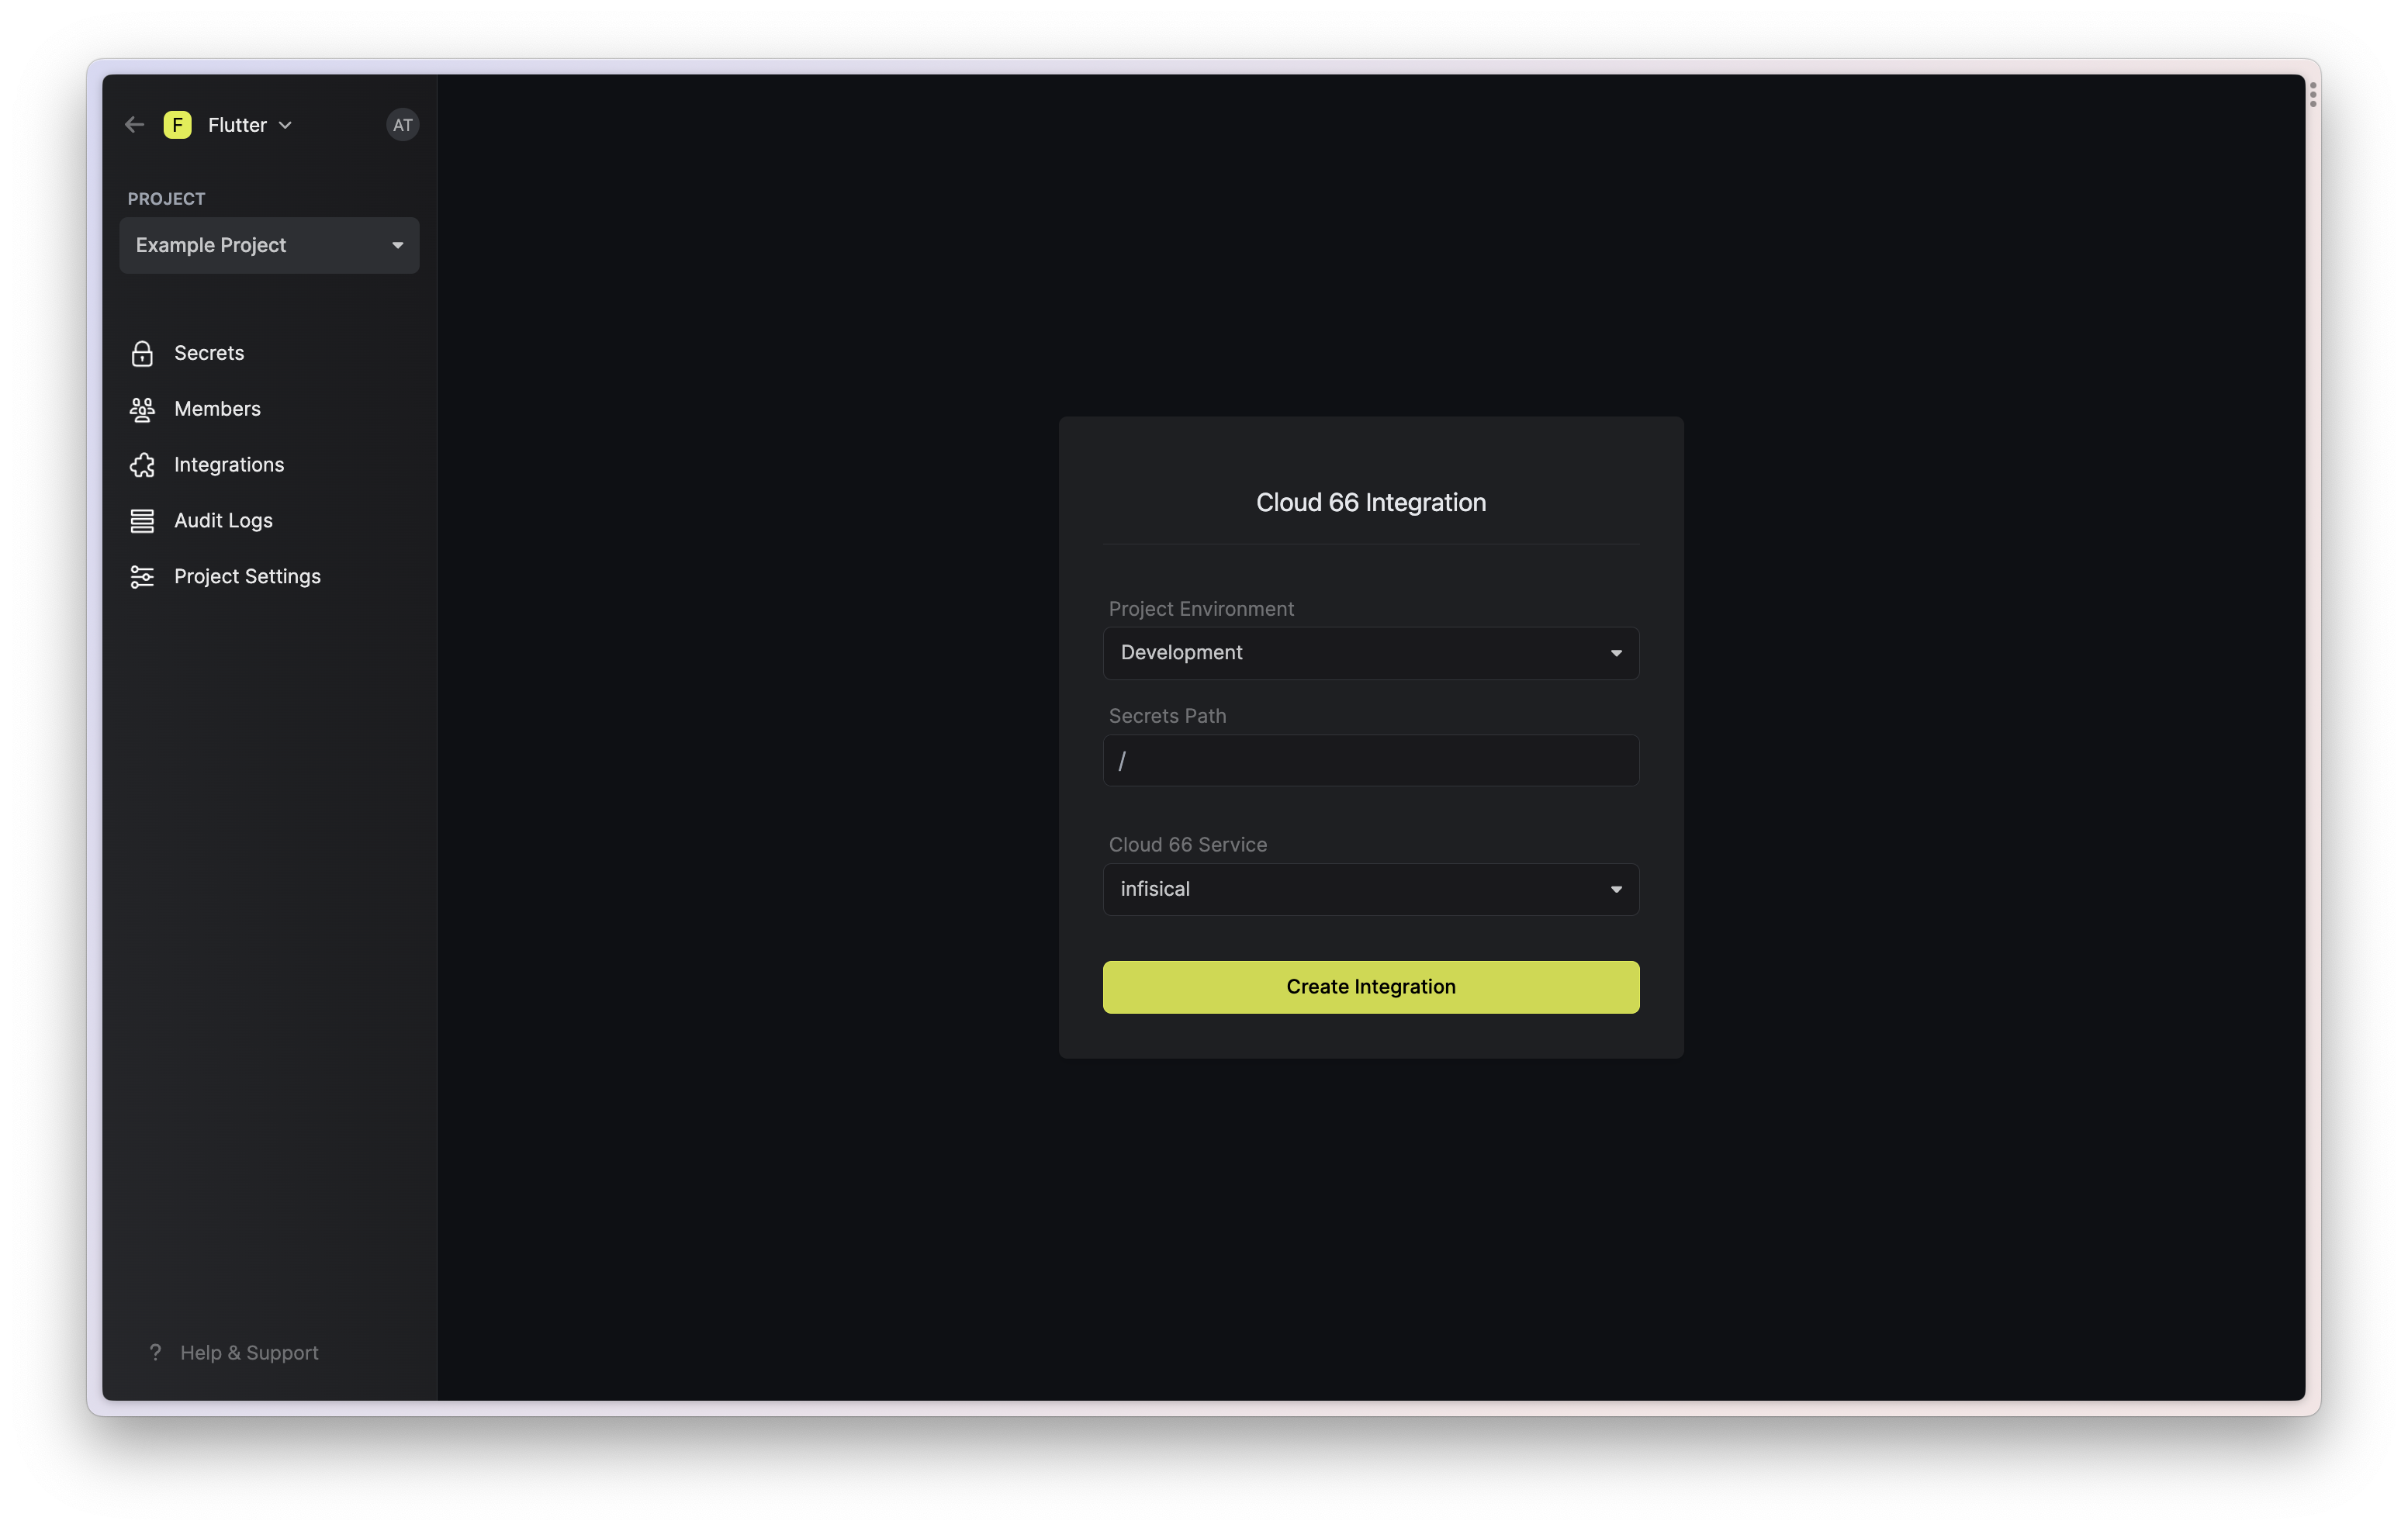 F Flutter AT
PROJECT
Example Project
Secrets
Members
Integrations
Audit Logs
Project Settings
? Help & Support
Cloud 66 Integration
Project Environment
Development
Secrets Path
/
Cloud 66 Service
infisical
Create Integration